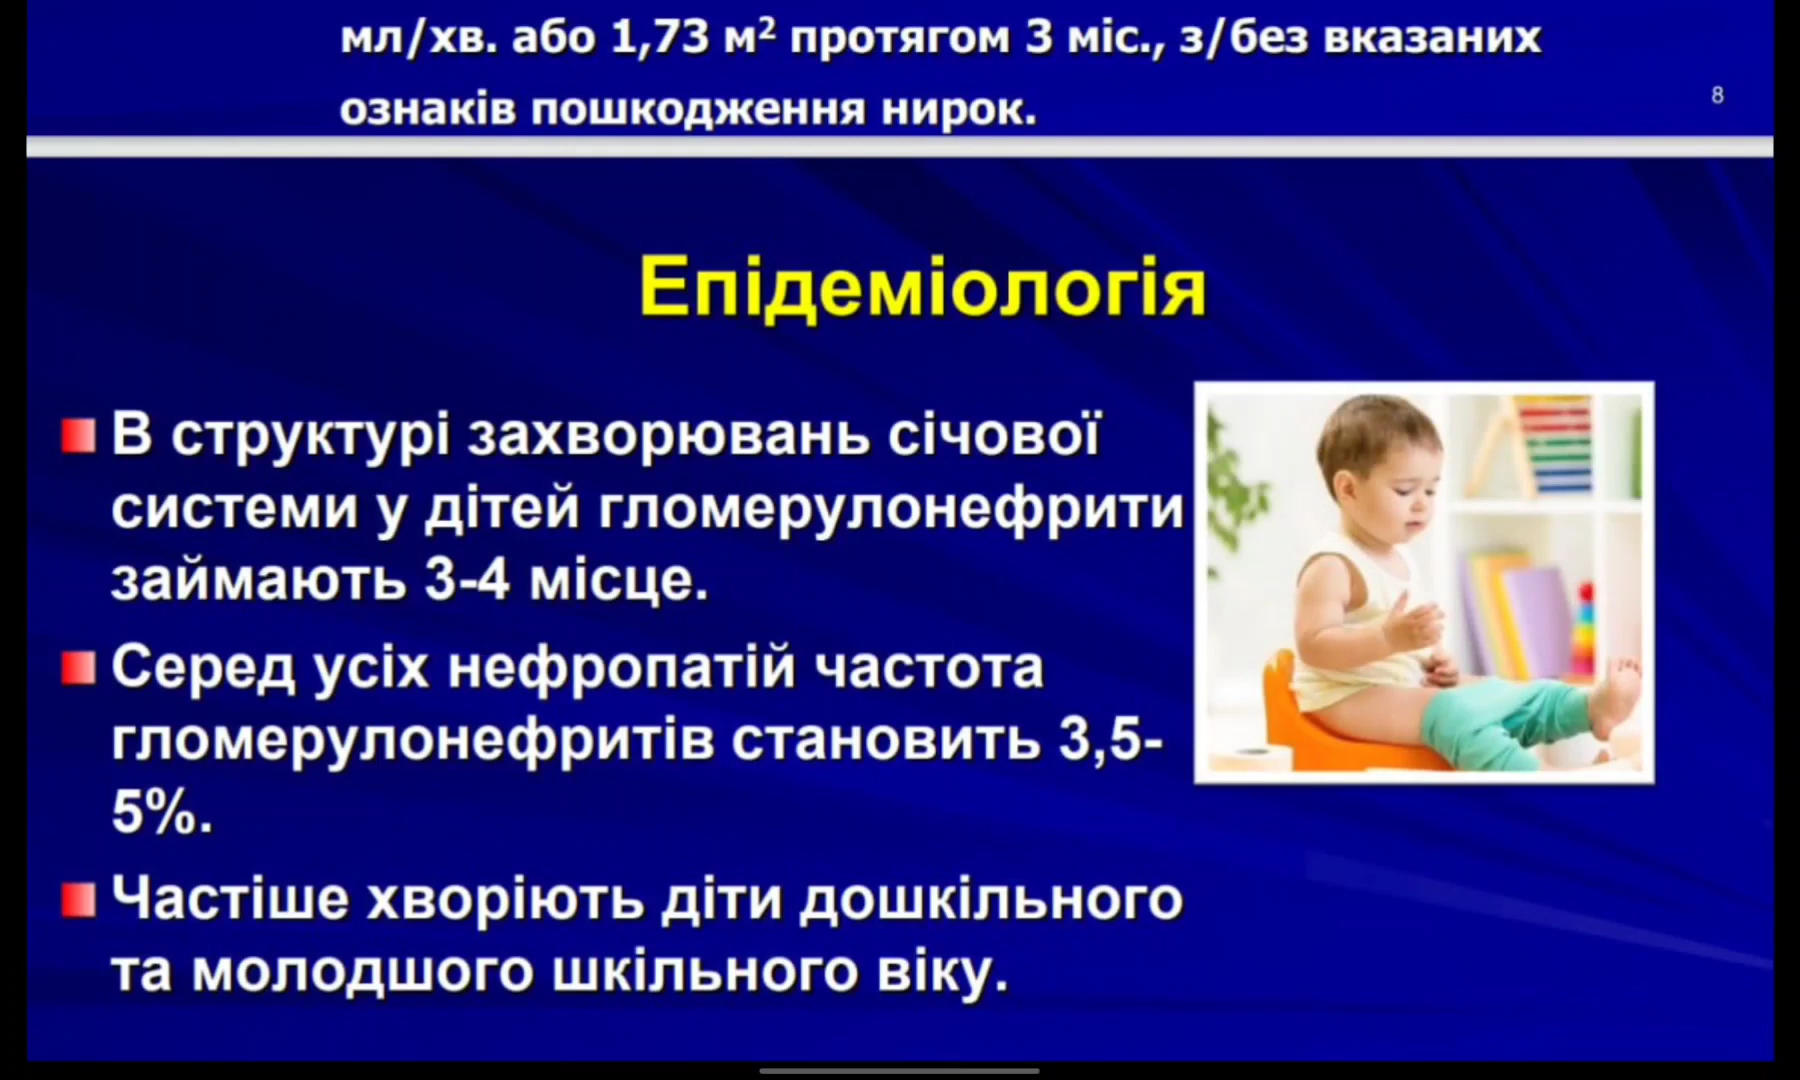 мл/хв. або 1,73 м² протягом 3 міс., з/без вказаних
ознаків пошкодження нирок.
8
Епідеміологія
В структурі захворювань січової
системи у дітей гломерулонефрити
займають 3-4 місце.
Серед усіх нефропатій частота
гломерулонефритів становить 3,5-
5%.
Частіше хворіють діти дошкільного
та молодшого шкільного віку.